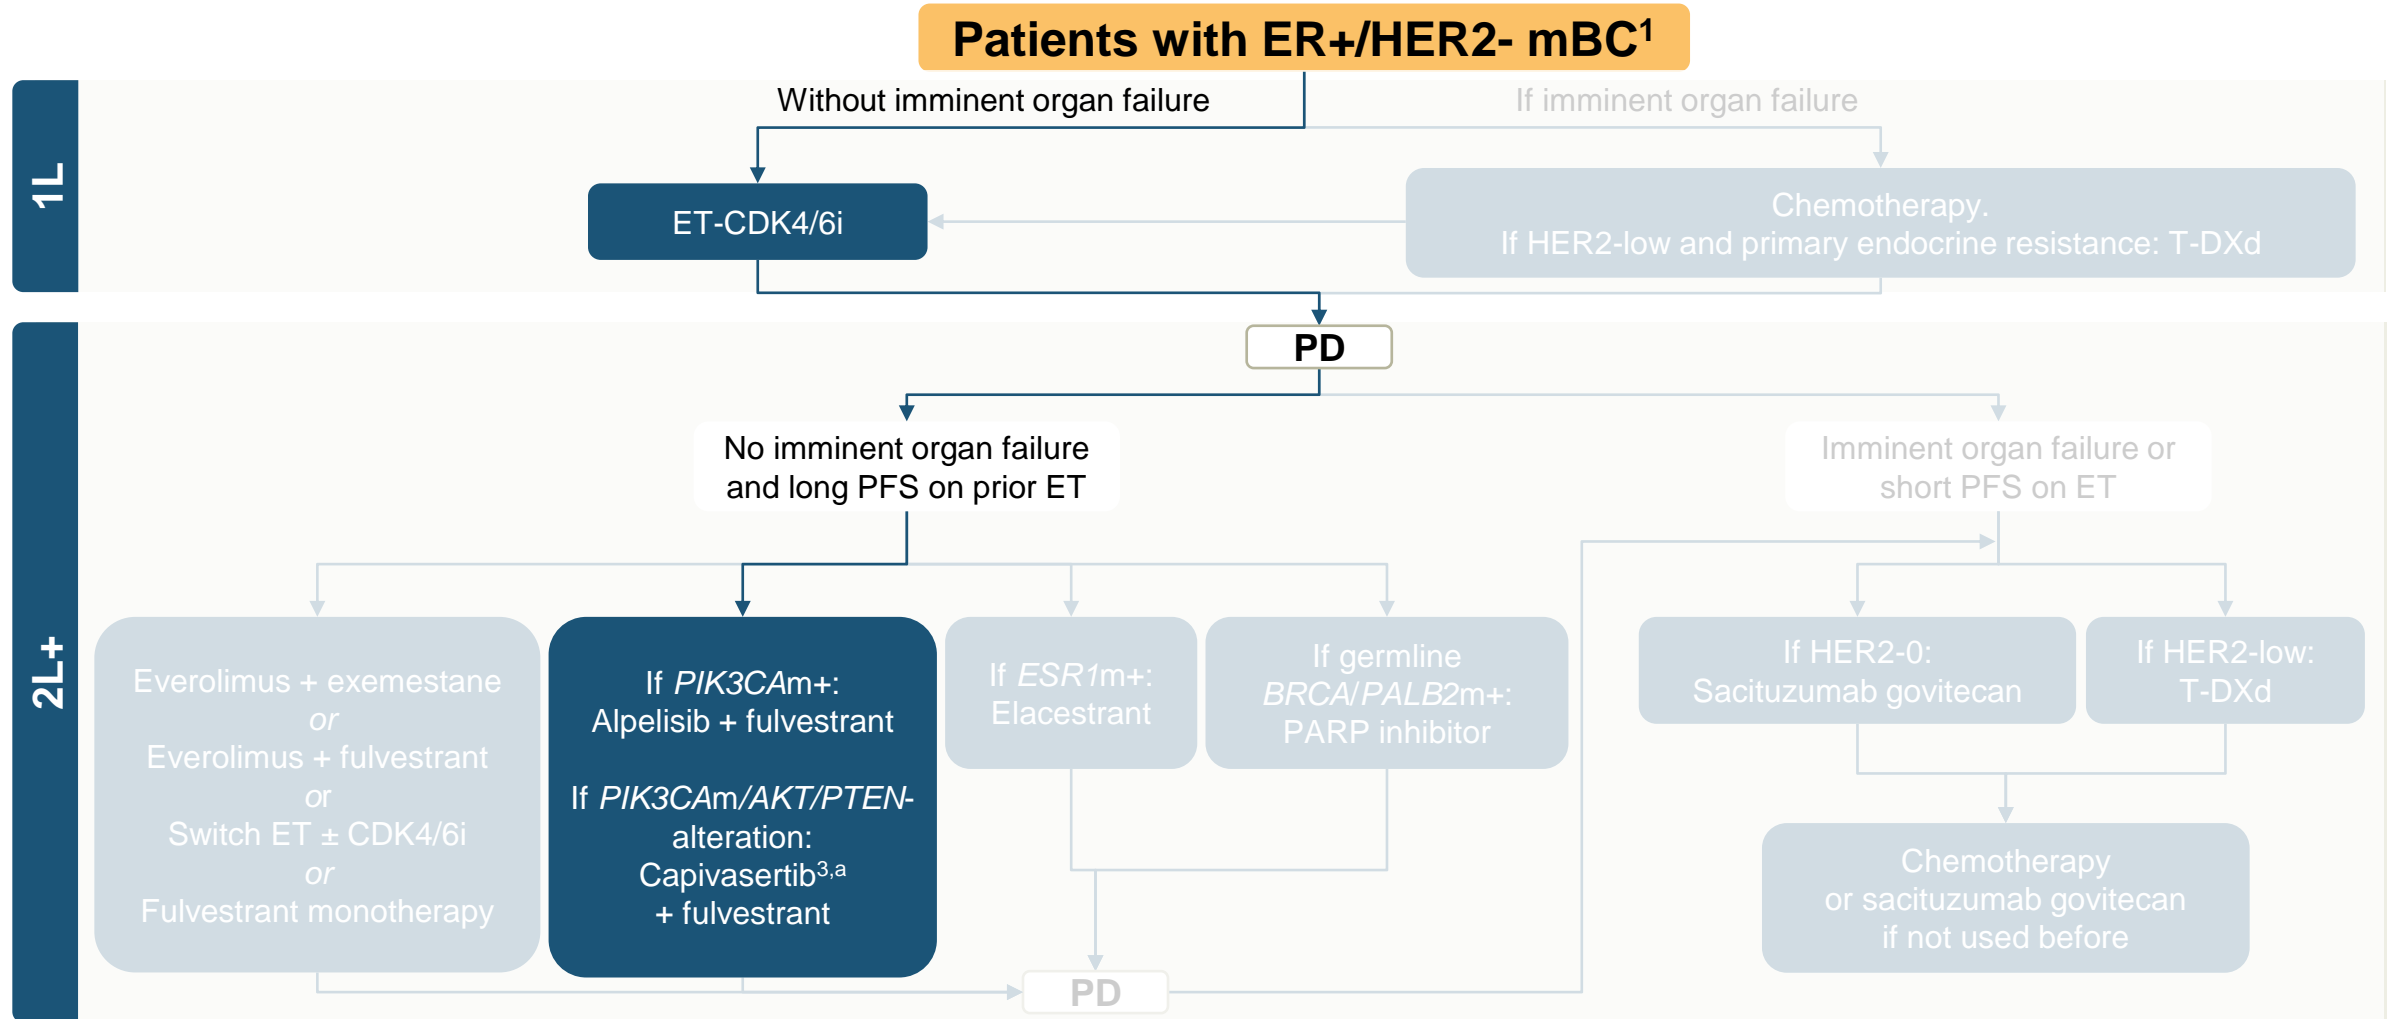 Patients with ER+/HER2- mBC¹
Without imminent organ failure
If imminent organ failure
1L
ET-CDK4/6i
Chemotherapy.
If HER2-low and primary endocrine resistance: T-DXd
PD
2L+
No imminent organ failure
and long PFS on prior ET
Imminent organ failure or
short PFS on ET
Everolimus + exemestane
or
Everolimus + fulvestrant
or
Switch ET ± CDK4/6i
or
Fulvestrant monotherapy
If PIK3CAm+:
Alpelisib + fulvestrant
If PIK3CAm/AKT/PTEN-
alteration:
Capivasertib³,ᵃ
+ fulvestrant
If ESR1m+:
Elacestrant
If germline
BRCA/PALB2m+:
PARP inhibitor
If HER2-0:
Sacituzumab govitecan
If HER2-low:
T-DXd
Chemotherapy
or sacituzumab govitecan
if not used before
PD